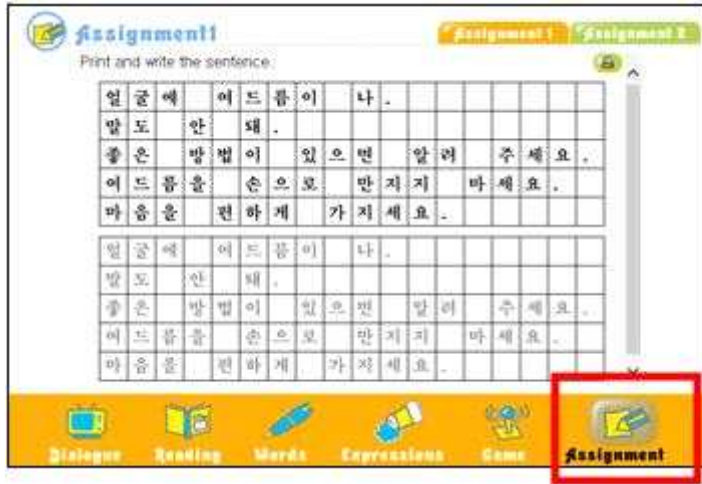 Assignment1
Assignment 1
Assignment 2
Print and write the sentence.
얼굴에 여드름이 나.
말도 안 돼.
좋은 방법이 있으면 알려 주세요.
여드름을 손으로 만지지 마세요.
마음을 편하게 가지세요.
얼굴에 여드름이 나.
말도 안 돼.
좋은 방법이 있으면 알려 주세요.
여드름을 손으로 만지지 마세요.
마음을 편하게 가지세요.
Dialogue
Reading
Words
Expressions
Game
Assignment